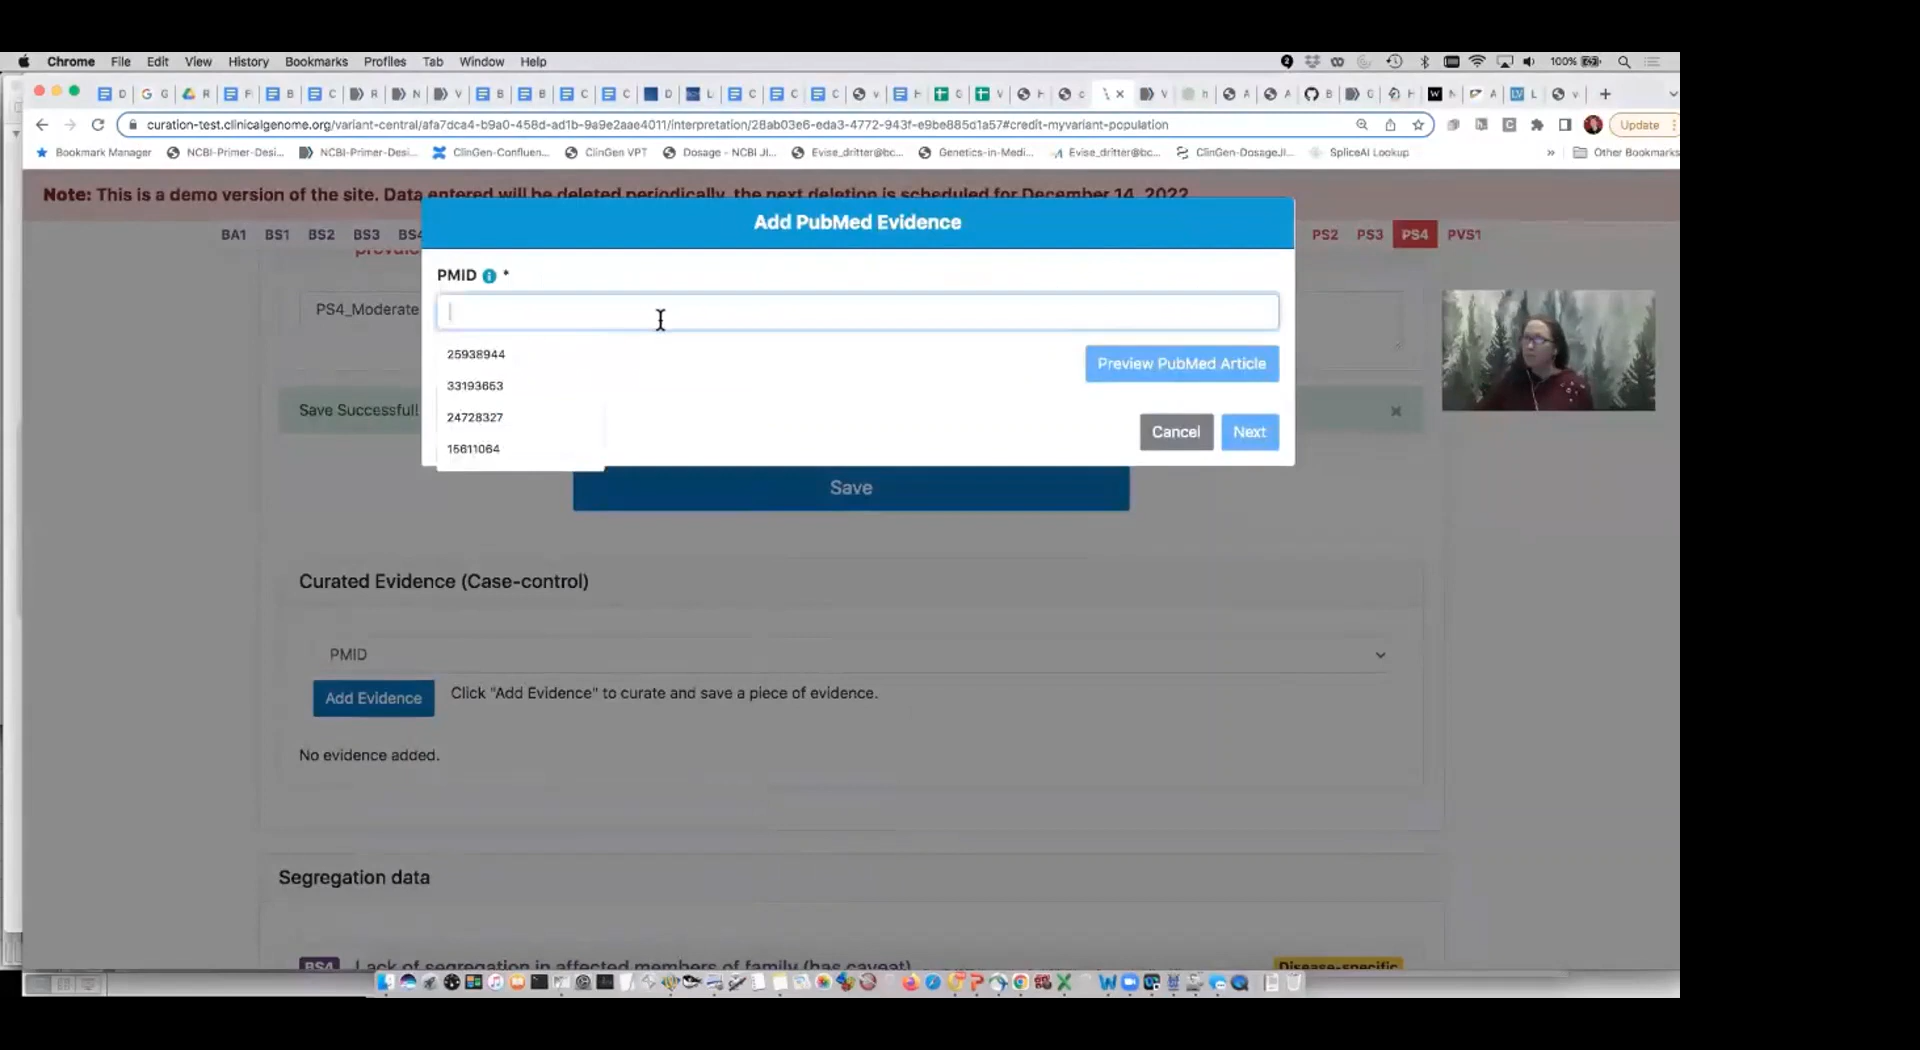 Chrome File Edit View History Bookmarks Profiles Tab Window Help 100%
curation-test.clinicalgenome.org/variant-central/afa7dca4-b9a0-458d-ad1b-9a9e2aae4011/interpretation/28ab03e6-eda3-4772-943f-e9be885d1a57#credit-myvariant-population Update
Bookmark Manager NCBI-Primer-Desi... NCBI-Primer-Desi... ClinGen-Confluen... ClinGen VPT Dosage - NCBI JI... Evise_dritter@bc... Genetics-in-Medi... Evise_dritter@bc... ClinGen-DosageJI... SpliceAI Lookup » Other Bookmarks
Note: This is a demo version of the site. Data entered will be deleted periodically, the next deletion is scheduled for December 14, 2022
Add PubMed Evidence
BA1 BS1 BS2 BS3 BS4 PS2 PS3 PS4 PVS1
PMID *
PS4_Moderate
25938944
Preview PubMed Article
33193653
Save Successful!
24728327
Cancel Next
15611064
Save
Curated Evidence (Case-control)
PMID
Add Evidence Click "Add Evidence" to curate and save a piece of evidence.
No evidence added.
Segregation data
BS4 Lack of segregation in affected members of family (has caveat) Disease-specific